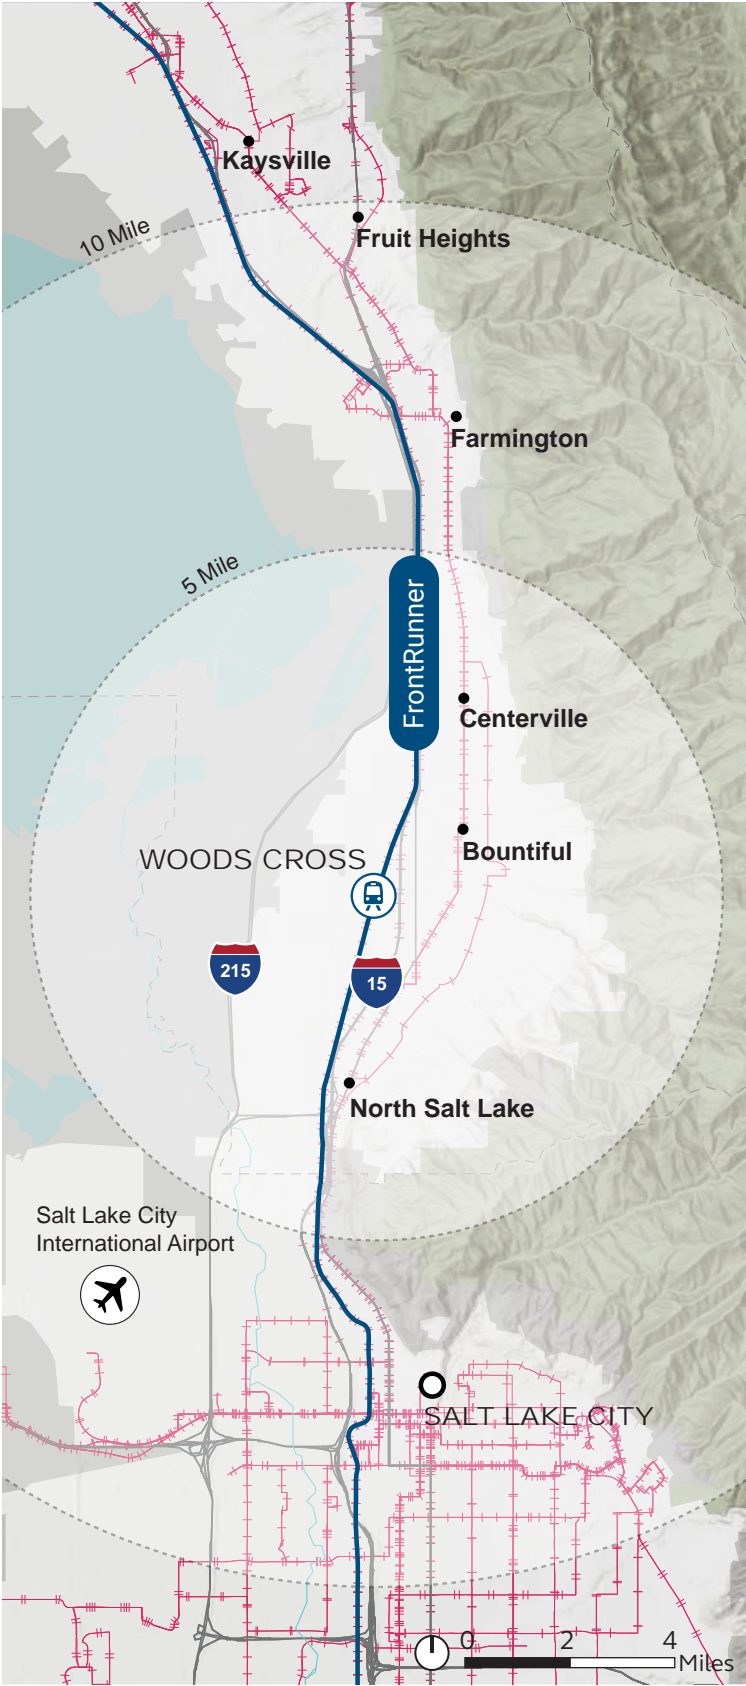 Kaysville
10 Mile
Fruit Heights
Farmington
5 Mile
FrontRunner
Centerville
WOODS CROSS
Bountiful
215
15
North Salt Lake
Salt Lake City
International Airport
SALT LAKE CITY
0 2 4
Miles